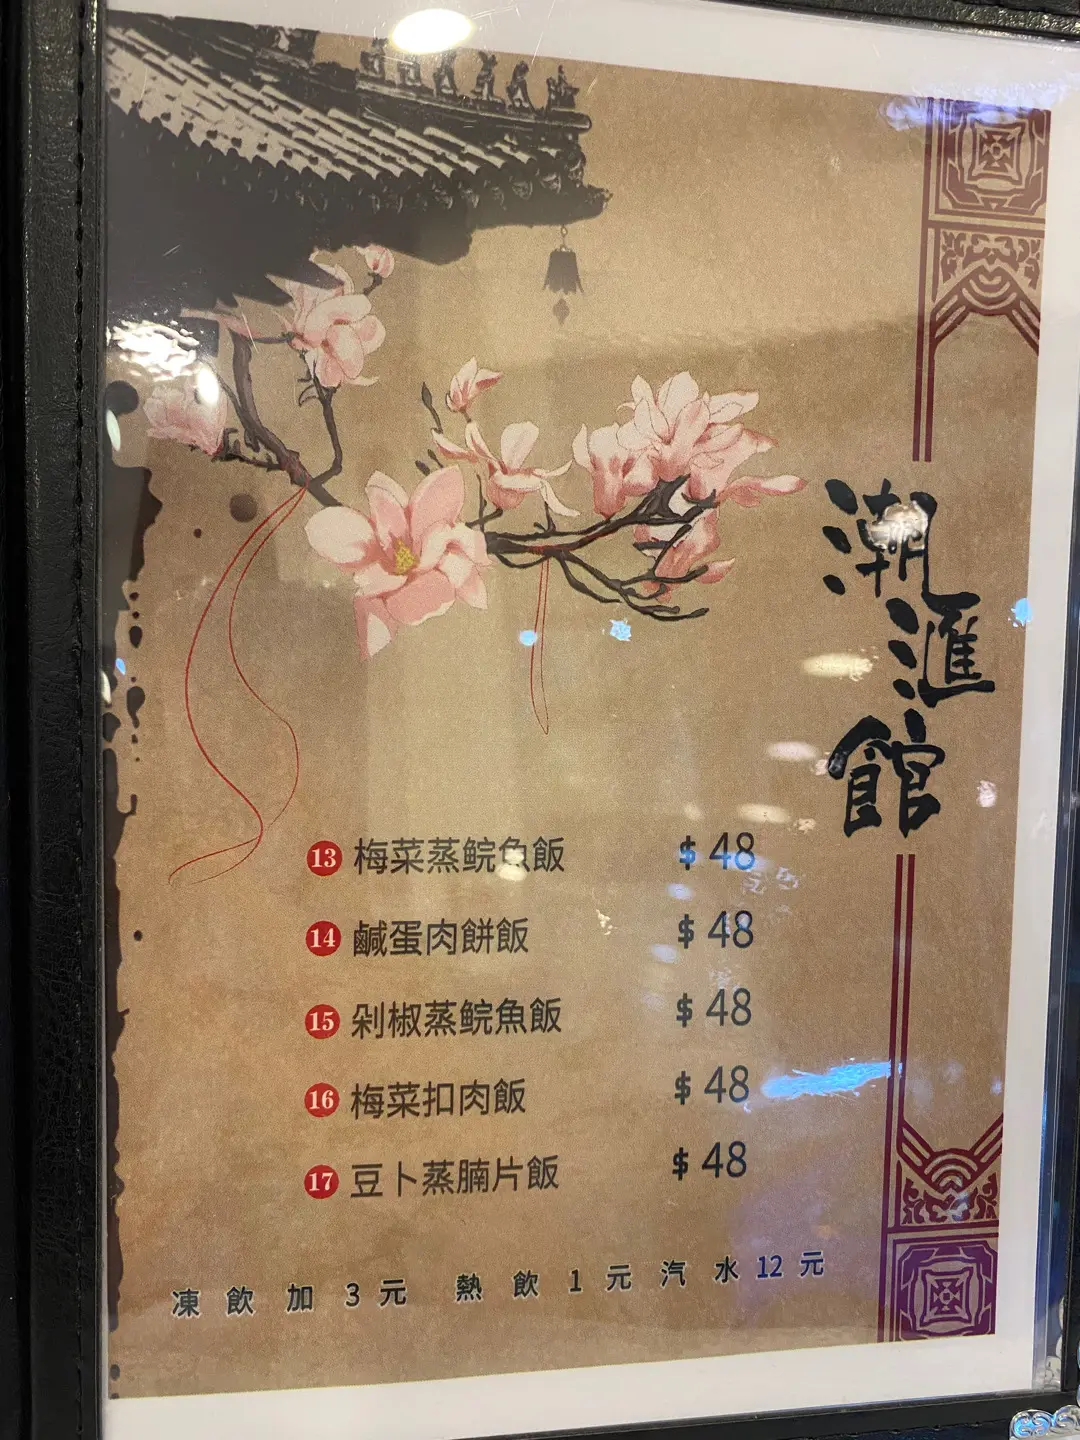 潮滙館
13 梅菜蒸鯇魚飯 $ 48
14 鹹蛋肉餅飯 $ 48
15 剁椒蒸鯇魚飯 $ 48
16 梅菜扣肉飯 $ 48
17 豆卜蒸腩片飯 $ 48
凍飲加3元 熱飲1元 汽水12元